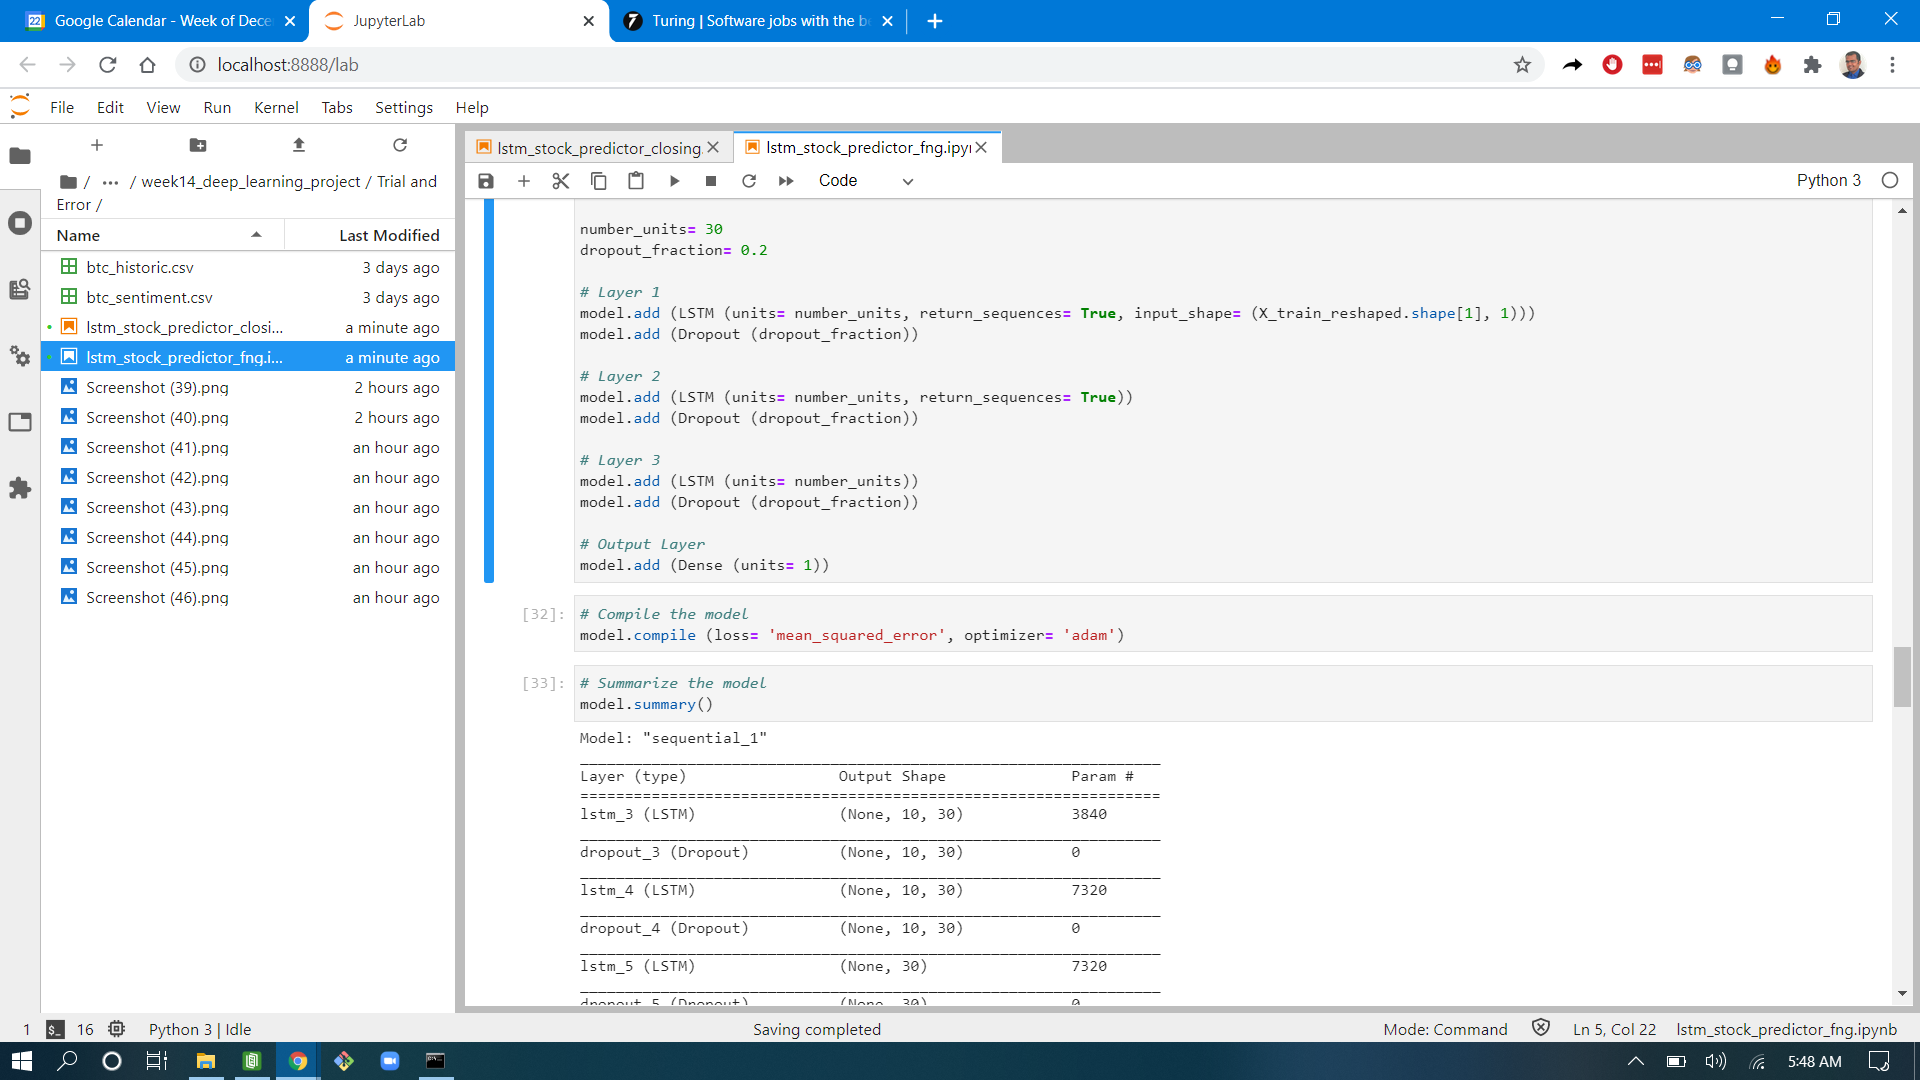 Google Calendar - Week of Dece
JupyterLab
Turing | Software jobs with the be
localhost:8888/lab
File Edit View Run Kernel Tabs Settings Help
/ ... / week14_deep_learning_project / Trial and
Error /
Name Last Modified
btc_historic.csv 3 days ago
btc_sentiment.csv 3 days ago
lstm_stock_predictor_closi... a minute ago
lstm_stock_predictor_fng.i... a minute ago
Screenshot (39).png 2 hours ago
Screenshot (40).png 2 hours ago
Screenshot (41).png an hour ago
Screenshot (42).png an hour ago
Screenshot (43).png an hour ago
Screenshot (44).png an hour ago
Screenshot (45).png an hour ago
Screenshot (46).png an hour ago
lstm_stock_predictor_closing.
lstm_stock_predictor_fng.ipy
Code
Python 3
number_units= 30
dropout_fraction= 0.2
# Layer 1
model.add (LSTM (units= number_units, return_sequences= True, input_shape= (X_train_reshaped.shape[1], 1)))
model.add (Dropout (dropout_fraction))
# Layer 2
model.add (LSTM (units= number_units, return_sequences= True))
model.add (Dropout (dropout_fraction))
# Layer 3
model.add (LSTM (units= number_units))
model.add (Dropout (dropout_fraction))
# Output Layer
model.add (Dense (units= 1))
[32]: # Compile the model
model.compile (loss= 'mean_squared_error', optimizer= 'adam')
[33]: # Summarize the model
model.summary()
Model: "sequential_1"
Layer (type) Output Shape Param #
=================================================================
lstm_3 (LSTM) (None, 10, 30) 3840
dropout_3 (Dropout) (None, 10, 30) 0
lstm_4 (LSTM) (None, 10, 30) 7320
dropout_4 (Dropout) (None, 10, 30) 0
lstm_5 (LSTM) (None, 30) 7320
dropout_5 (Dropout) (None, 30) 0
1 $_ 16 Python 3 | Idle Saving completed Mode: Command Ln 5, Col 22 lstm_stock_predictor_fng.ipynb
5:48 AM